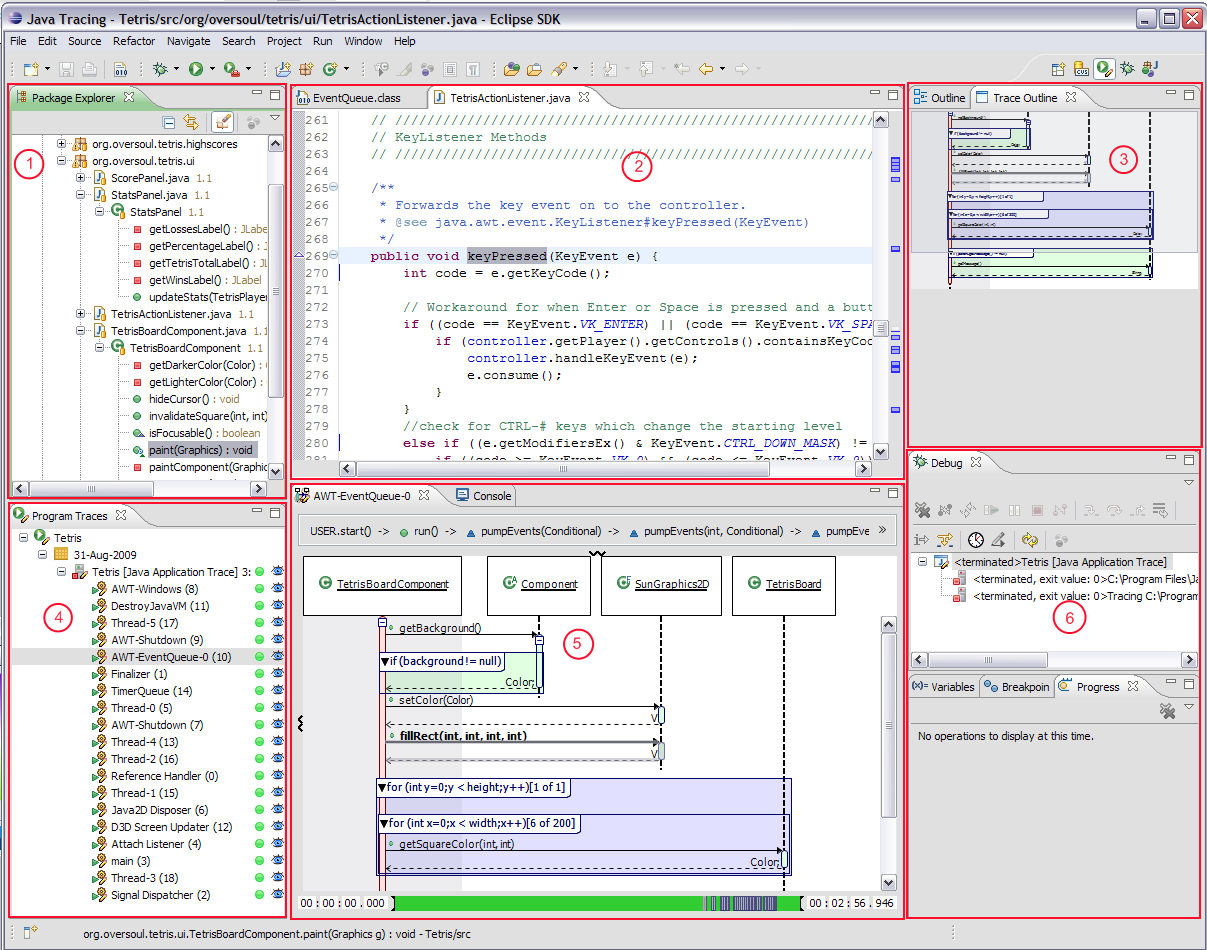 Java Tracing - Tetris/src/org/oversoul/tetris/ui/TetrisActionListener.java - Eclipse SDK
File Edit Source Refactor Navigate Search Project Run Window Help
Package Explorer
1
org.oversoul.tetris.highscores
org.oversoul.tetris.ui
ScorePanel.java 1.1
StatsPanel.java 1.1
StatsPanel 1.1
getLossesLabel() : JLabe
getPercentageLabel() : J
getTetrisTotalLabel() : JL
getWinsLabel() : JLabel
updateStats(TetrisPlayer
TetrisActionListener.java 1.1
TetrisBoardComponent.java 1.1
TetrisBoardComponent 1.1
getDarkerColor(Color) :
getLighterColor(Color) :
hideCursor() : void
invalidateSquare(int, int)
isFocusable() : boolean
paint(Graphics) : void
paintComponent(Graphic
EventQueue.class TetrisActionListener.java
2
261 // //////////////////////////////////////////////////////////
262 // KeyListener Methods
263 // //////////////////////////////////////////////////////////
264
265 /**
266 * Forwards the key event on to the controller.
267 * @see java.awt.event.KeyListener#keyPressed(KeyEvent)
268 */
269 public void keyPressed(KeyEvent e) {
270 int code = e.getKeyCode();
271
272 // Workaround for when Enter or Space is pressed and a butt
273 if ((code == KeyEvent.VK_ENTER) || (code == KeyEvent.VK_SPA
274 if (controller.getPlayer().getControls().containsKeyCod
275 controller.handleKeyEvent(e);
276 e.consume();
277 }
278 }
279 //check for CTRL-# keys which change the starting level
280 else if ((e.getModifiersEx() & KeyEvent.CTRL_DOWN_MASK) !=
281 if ((code >= KeyEvent.VK_0) && (code <= KeyEvent.VK_9))
Outline Trace Outline
3
Program Traces
4
Tetris
31-Aug-2009
Tetris [Java Application Trace] 3:
AWT-Windows (8)
DestroyJavaVM (11)
Thread-5 (17)
AWT-Shutdown (9)
AWT-EventQueue-0 (10)
Finalizer (1)
TimerQueue (14)
Thread-0 (5)
AWT-Shutdown (7)
Thread-4 (13)
Thread-2 (16)
Reference Handler (0)
Thread-1 (15)
Java2D Disposer (6)
D3D Screen Updater (12)
Attach Listener (4)
main (3)
Thread-3 (18)
Signal Dispatcher (2)
AWT-EventQueue-0 Console
USER.start() -> run() -> pumpEvents(Conditional) -> pumpEvents(int, Conditional) -> pumpEve »
TetrisBoardComponent Component SunGraphics2D TetrisBoard
5
getBackground()
if (background != null)
Color;
setColor(Color)
V
fillRect(int, int, int, int)
V
for (int y=0;y < height;y++)[1 of 1]
for (int x=0;x < width;x++)[6 of 200]
getSquareColor(int, int)
Color;
00:00:00.000 00:02:56.946
Debug
<terminated>Tetris [Java Application Trace]
<terminated, exit value: 0>C:\Program Files\Ja
<terminated, exit value: 0>Tracing C:\Program
6
(x)= Variables Breakpoin Progress
No operations to display at this time.
org.oversoul.tetris.ui.TetrisBoardComponent.paint(Graphics g) : void - Tetris/src